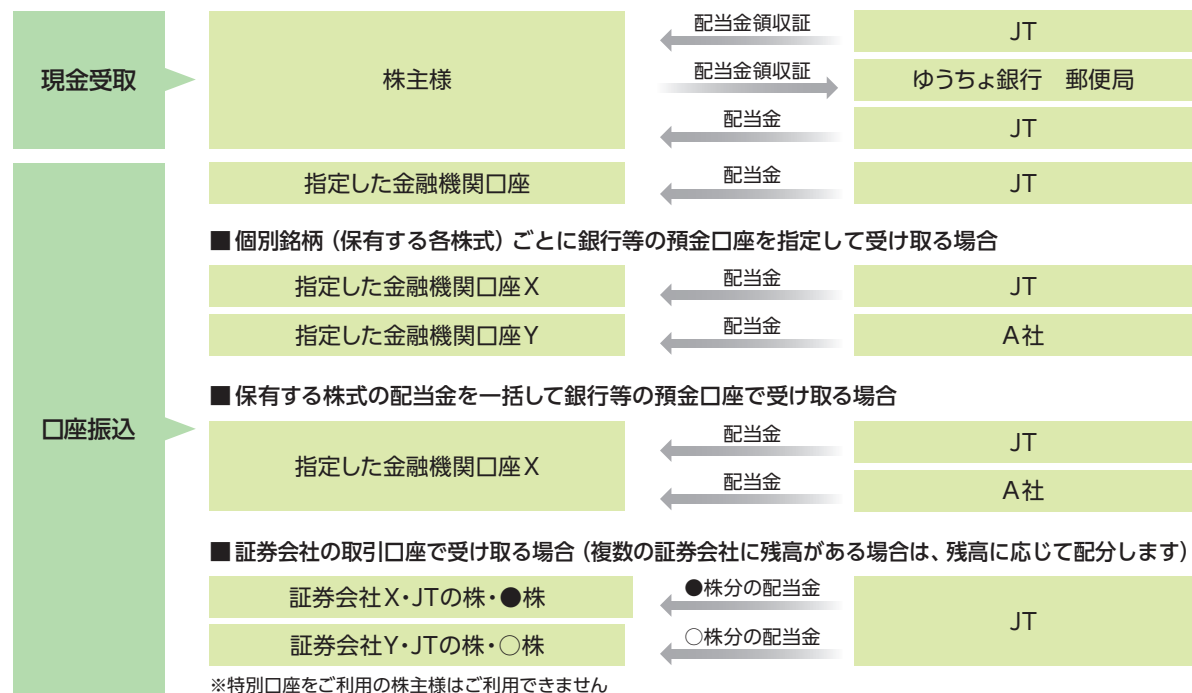 現金受取
株主様
配当金領収証
JT
配当金領収証
ゆうちょ銀行　郵便局
配当金
JT
口座振込
指定した金融機関口座
配当金
JT
■個別銘柄（保有する各株式）ごとに銀行等の預金口座を指定して受け取る場合
指定した金融機関口座X
配当金
JT
指定した金融機関口座Y
配当金
A社
■保有する株式の配当金を一括して銀行等の預金口座で受け取る場合
指定した金融機関口座X
配当金
JT
配当金
A社
■証券会社の取引口座で受け取る場合（複数の証券会社に残高がある場合は、残高に応じて配分します）
証券会社X・JTの株・●株
●株分の配当金
JT
証券会社Y・JTの株・○株
○株分の配当金
※特別口座をご利用の株主様はご利用できません